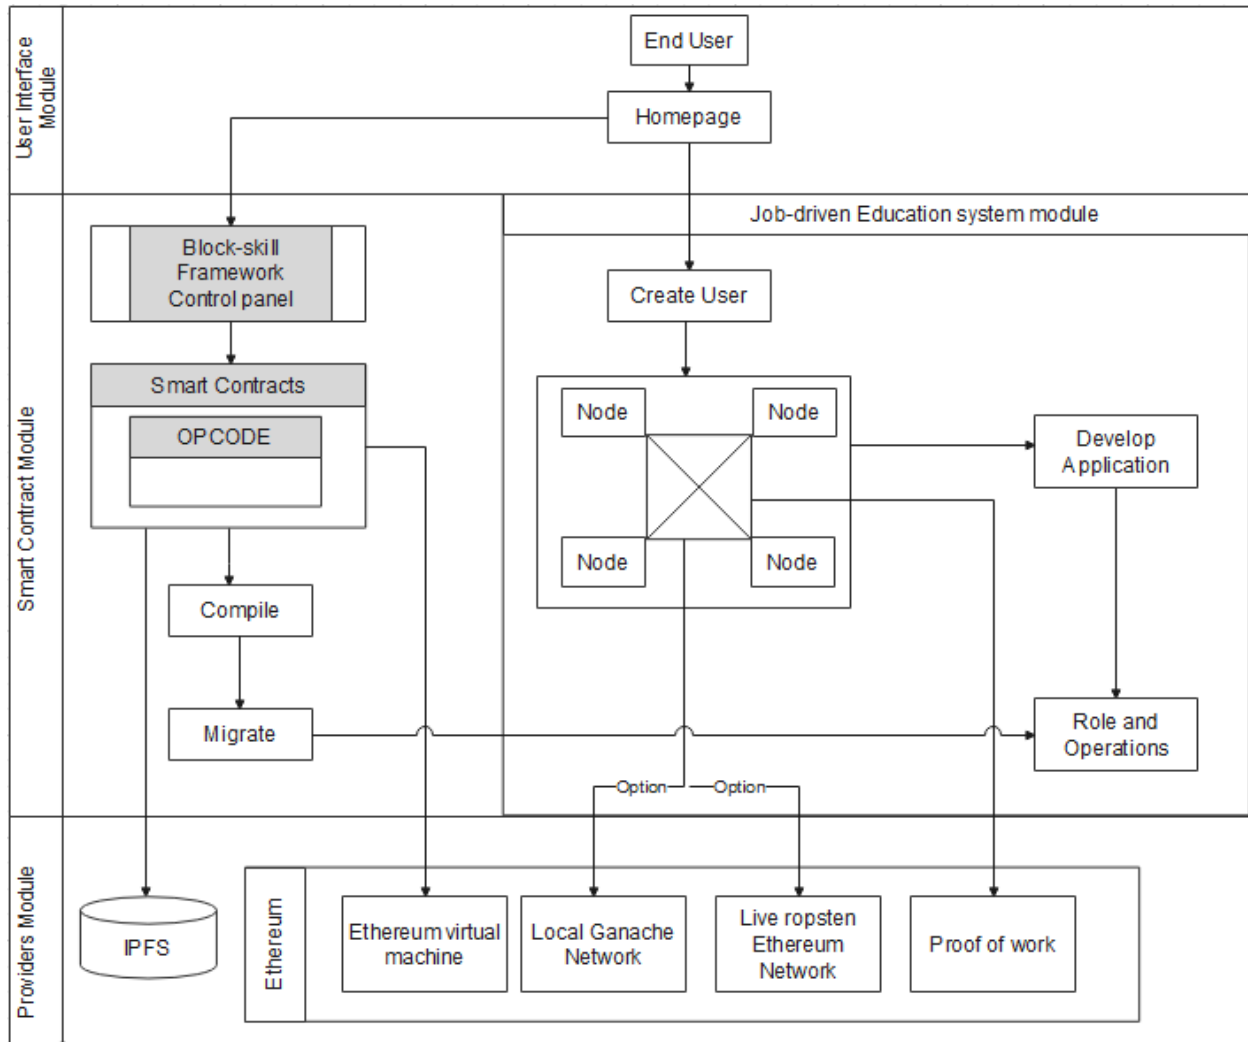 User Interface
Module
End User
Homepage
Smart Contract Module
Job-driven Education system module
Block-skill
Framework
Control panel
Create User
Smart Contracts
OPCODE
Node
Node
Node
Node
Develop
Application
Compile
Migrate
Role and
Operations
Option
Option
Providers Module
IPFS
Ethereum
Ethereum virtual
machine
Local Ganache
Network
Live ropsten
Ethereum
Network
Proof of work